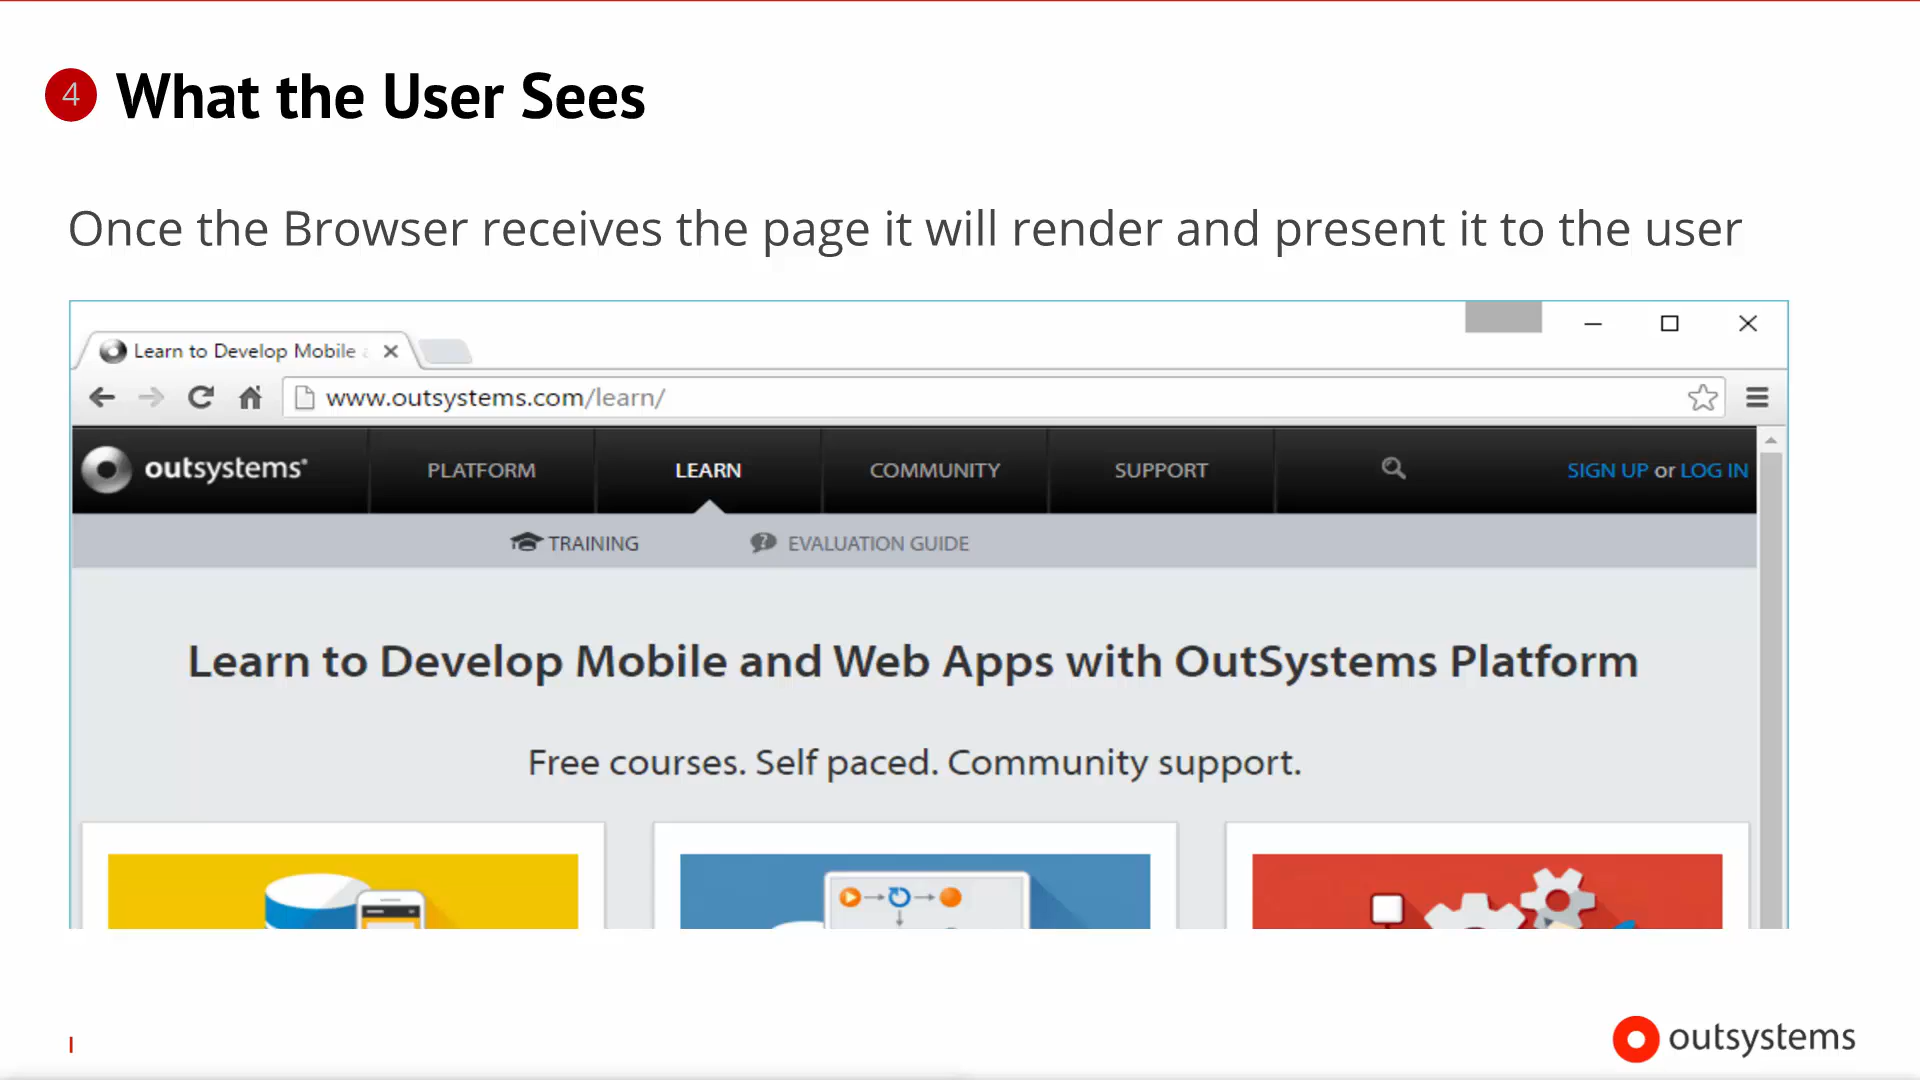 4 What the User Sees
Once the Browser receives the page it will render and present it to the user
Learn to Develop Mobile
www.outsystems.com/learn/
outsystems
PLATFORM
LEARN
COMMUNITY
SUPPORT
SIGN UP or LOG IN
TRAINING
EVALUATION GUIDE
Learn to Develop Mobile and Web Apps with OutSystems Platform
Free courses. Self paced. Community support.
outsystems